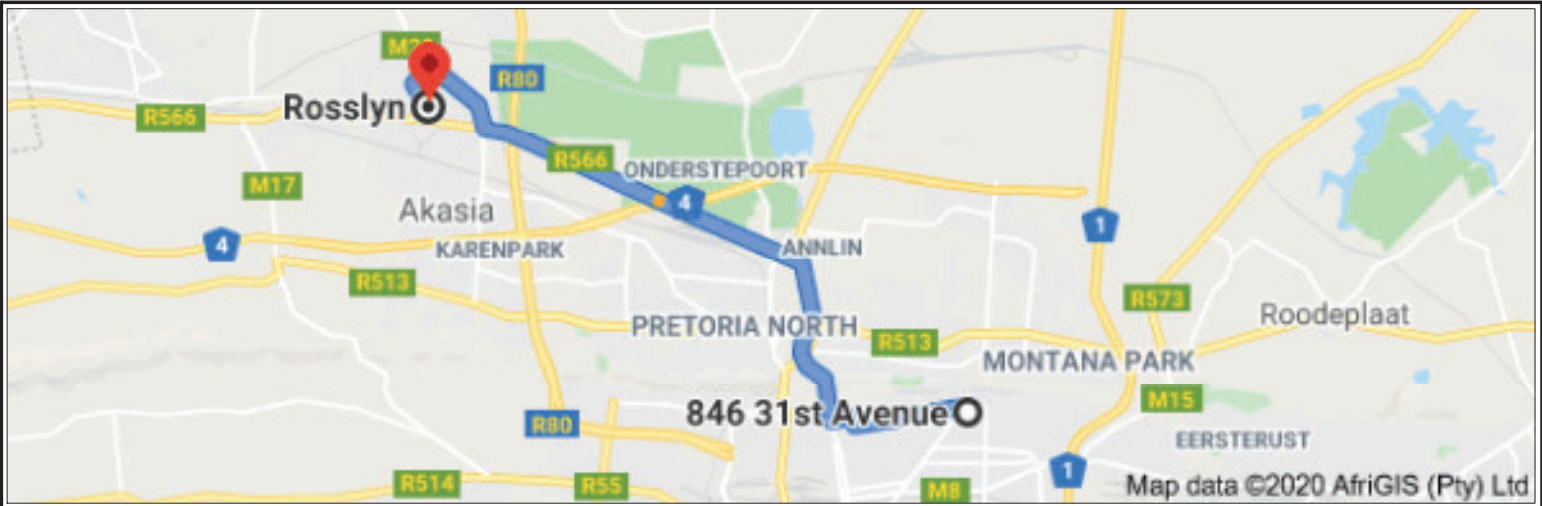 R80
Rosslyn
R566
R566
ONDERSTEPOORT
M17
4
Akasia
1
4
KARENPARK
ANNLIN
R513
R573
Roodeplaat
PRETORIA NORTH
R513
MONTANA PARK
M15
846 31st Avenue
R80
EERSTERUST
1
R514
R55
M8
Map data ©2020 AfriGIS (Pty) Ltd